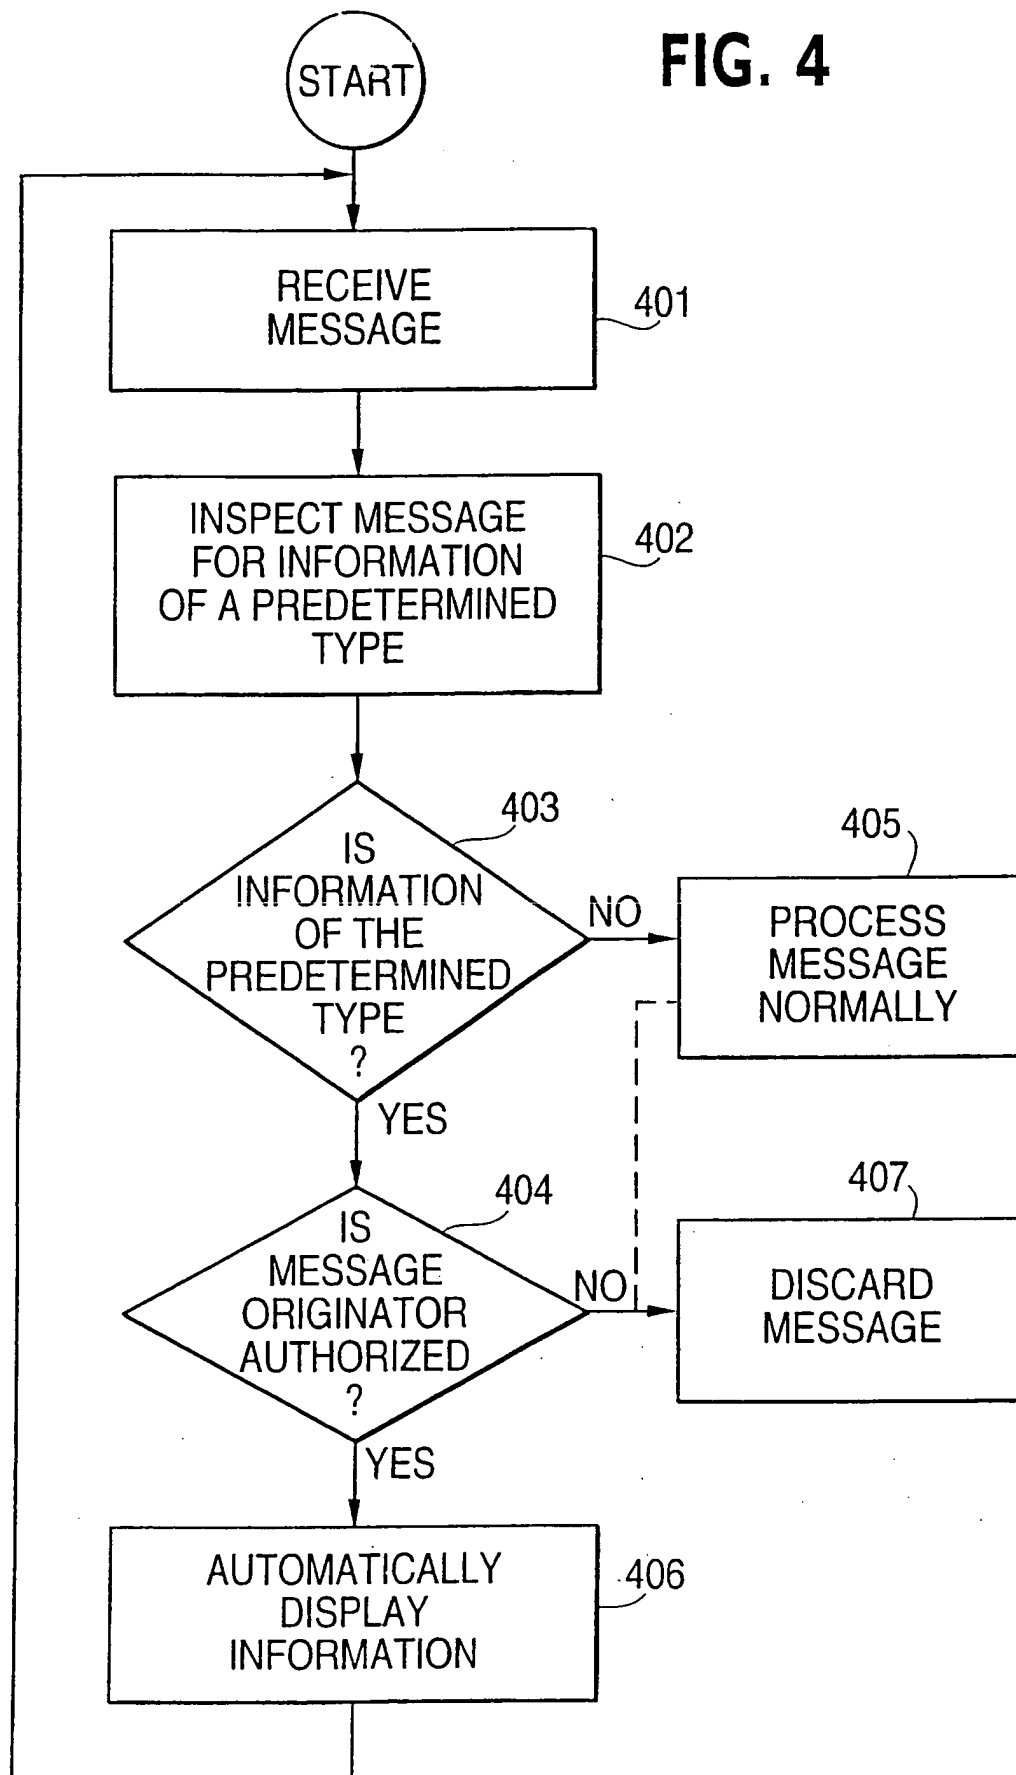 FIG. 4
START
RECEIVE
MESSAGE
401
INSPECT MESSAGE
FOR INFORMATION
OF A PREDETERMINED
TYPE
402
403
IS
INFORMATION
OF THE
PREDETERMINED
TYPE
?
NO
405
PROCESS
MESSAGE
NORMALLY
YES
404
IS
MESSAGE
ORIGINATOR
AUTHORIZED
?
NO
407
DISCARD
MESSAGE
YES
AUTOMATICALLY
DISPLAY
INFORMATION
406